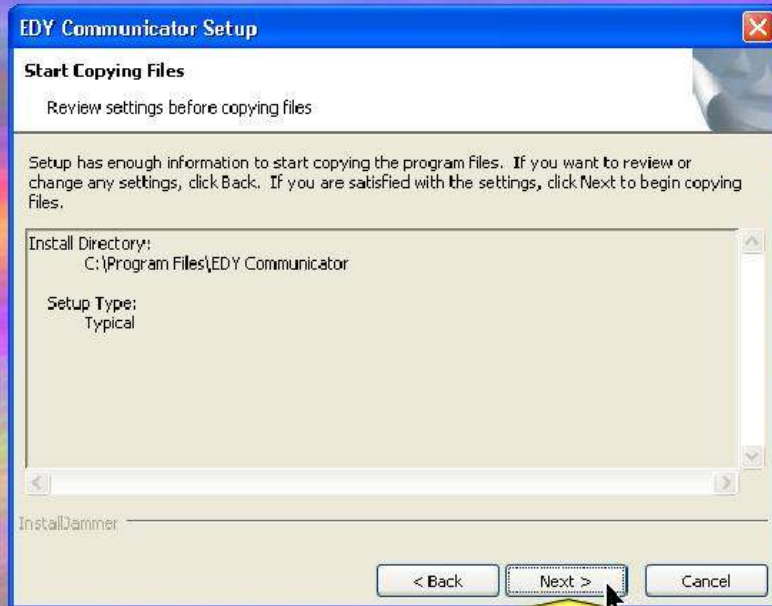 EDY Communicator Setup
Start Copying Files
Review settings before copying files
Setup has enough information to start copying the program files. If you want to review or
change any settings, click Back. If you are satisfied with the settings, click Next to begin copying
files.
Install Directory:
C:\Program Files\EDY Communicator
Setup Type:
Typical
InstallJammer
< Back
Next >
Cancel